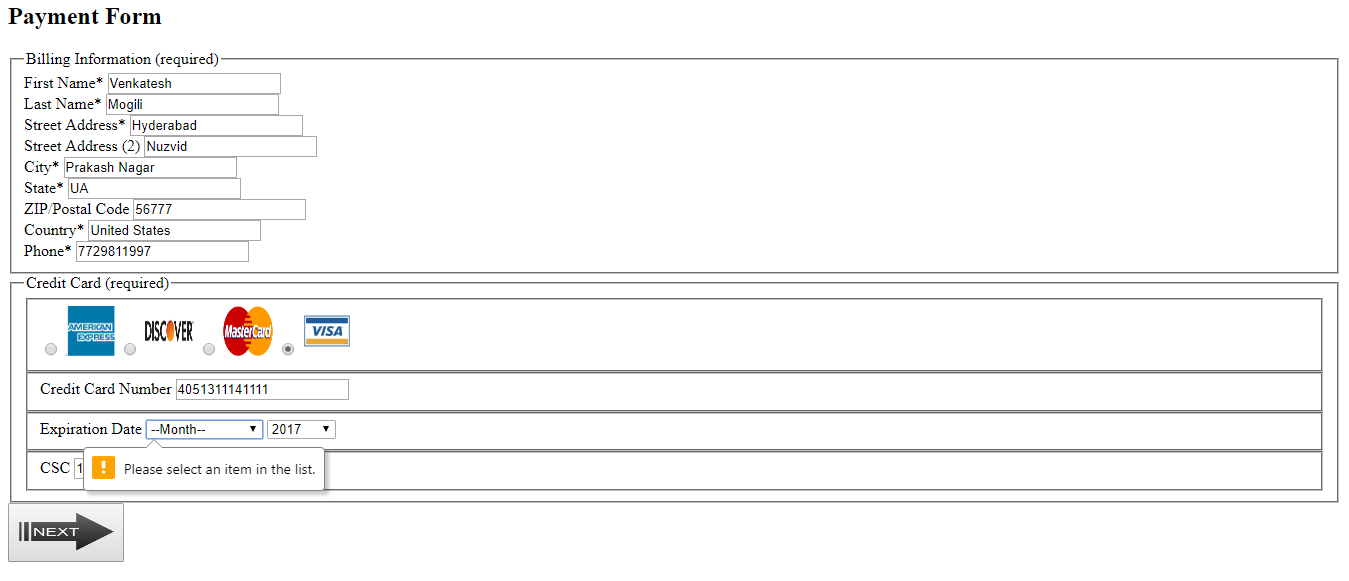 Payment Form
Billing Information (required)
First Name* Venkatesh
Last Name* Mogili
Street Address* Hyderabad
Street Address (2) Nuzvid
City* Prakash Nagar
State* UA
ZIP/Postal Code 56777
Country* United States
Phone* 7729811997
Credit Card (required)
AMERICAN EXPRESS DISCOVER MasterCard VISA
Credit Card Number 4051311141111
Expiration Date --Month-- 2017
CSC 1
! Please select an item in the list.
NEXT